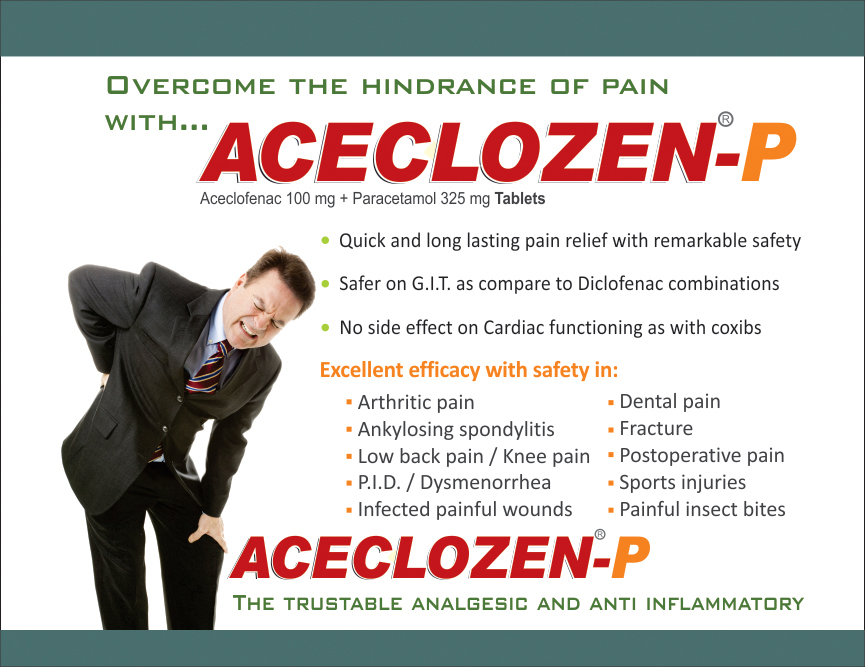 OVERCOME THE HINDRANCE OF PAIN
WITH...
ACECLOZEN®-P
Aceclofenac 100 mg + Paracetamol 325 mg Tablets
• Quick and long lasting pain relief with remarkable safety
• Safer on G.I.T. as compare to Diclofenac combinations
• No side effect on Cardiac functioning as with coxibs
Excellent efficacy with safety in:
▪ Arthritic pain
▪ Ankylosing spondylitis
▪ Low back pain / Knee pain
▪ P.I.D. / Dysmenorrhea
▪ Infected painful wounds
▪ Dental pain
▪ Fracture
▪ Postoperative pain
▪ Sports injuries
▪ Painful insect bites
ACECLOZEN®-P
THE TRUSTABLE ANALGESIC AND ANTI INFLAMMATORY